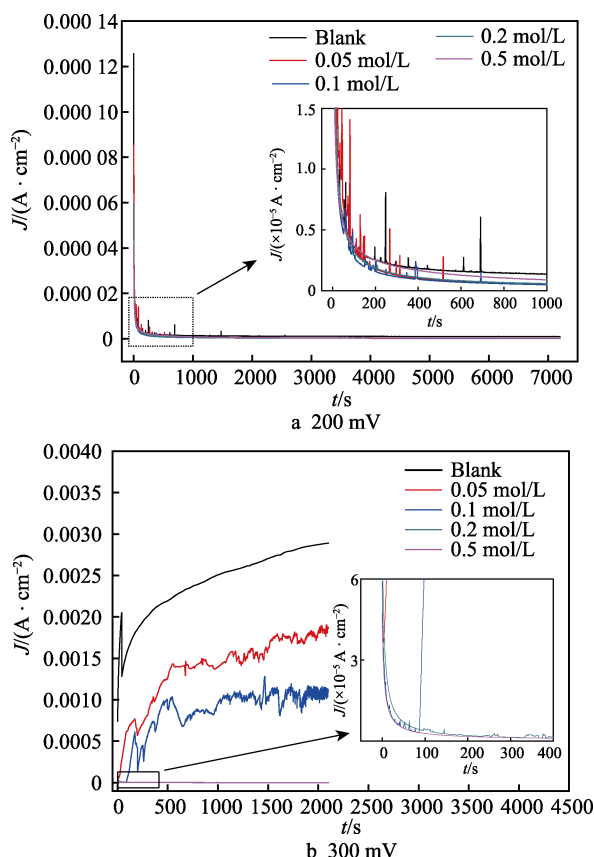 0.000 14
0.000 12
0.000 10
0.000 08
0.000 06
0.000 04
0.000 02
0
J/(A · cm⁻²)
Blank
0.05 mol/L
0.1 mol/L
0.2 mol/L
0.5 mol/L
1.5
1.0
0.5
0
J/(×10⁻⁵ A · cm⁻²)
0 200 400 600 800 1000
t/s
0 1000 2000 3000 4000 5000 6000 7000
t/s
a 200 mV
0.0040
0.0035
0.0030
0.0025
0.0020
0.0015
0.0010
0.0005
0
J/(A · cm⁻²)
Blank
0.05 mol/L
0.1 mol/L
0.2 mol/L
0.5 mol/L
6
3
J/(×10⁻⁵ A · cm⁻²)
0 100 200 300 400
t/s
0 500 1000 1500 2000 2500 3000 3500 4000 4500
t/s
b 300 mV